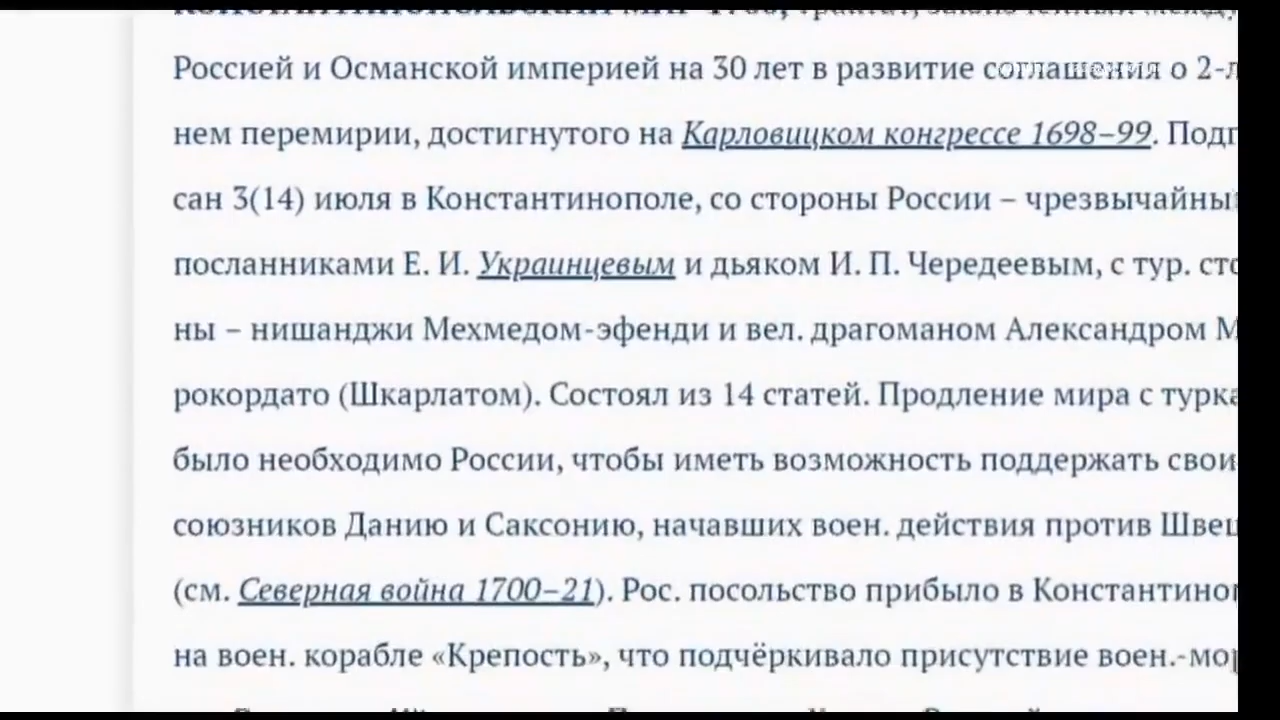 Россией и Османской империей на 30 лет в развитие соглашения о 2-л
нем перемирии, достигнутого на Карловицком конгрессе 1698–99. Подп
сан 3(14) июля в Константинополе, со стороны России – чрезвычайны
посланниками Е. И. Украинцевым и дьяком И. П. Чередеевым, с тур. сто
ны – нишанджи Мехмедом-эфенди и вел. драгоманом Александром М
рокордато (Шкарлатом). Состоял из 14 статей. Продление мира с турка
было необходимо России, чтобы иметь возможность поддержать свои
союзников Данию и Саксонию, начавших воен. действия против Швец
(см. Северная война 1700–21). Рос. посольство прибыло в Константиноп
на воен. корабле «Крепость», что подчёркивало присутствие воен.-мор